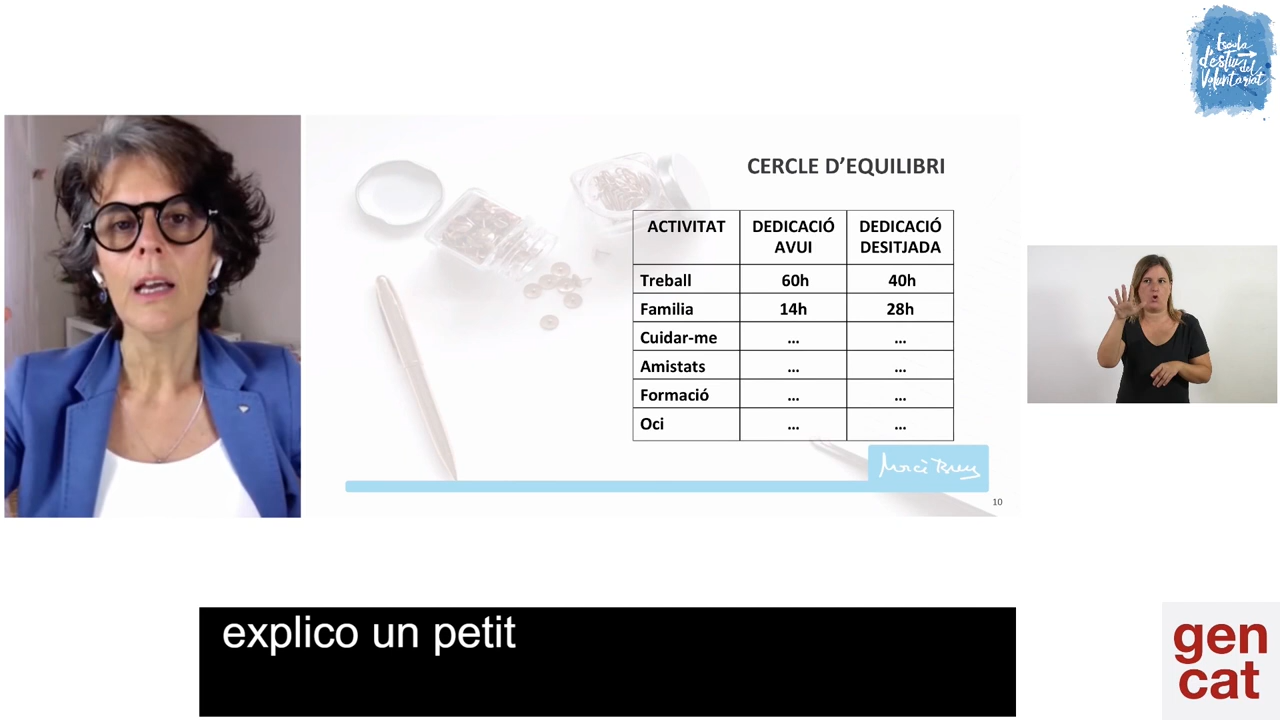 Escola
d'estiu del
Voluntariat
CERCLE D'EQUILIBRI
ACTIVITAT DEDICACIÓ AVUI DEDICACIÓ DESITJADA
Treball 60h 40h
Familia 14h 28h
Cuidar-me ... ...
Amistats ... ...
Formació ... ...
Oci ... ...
10
explico un petit
gen
cat